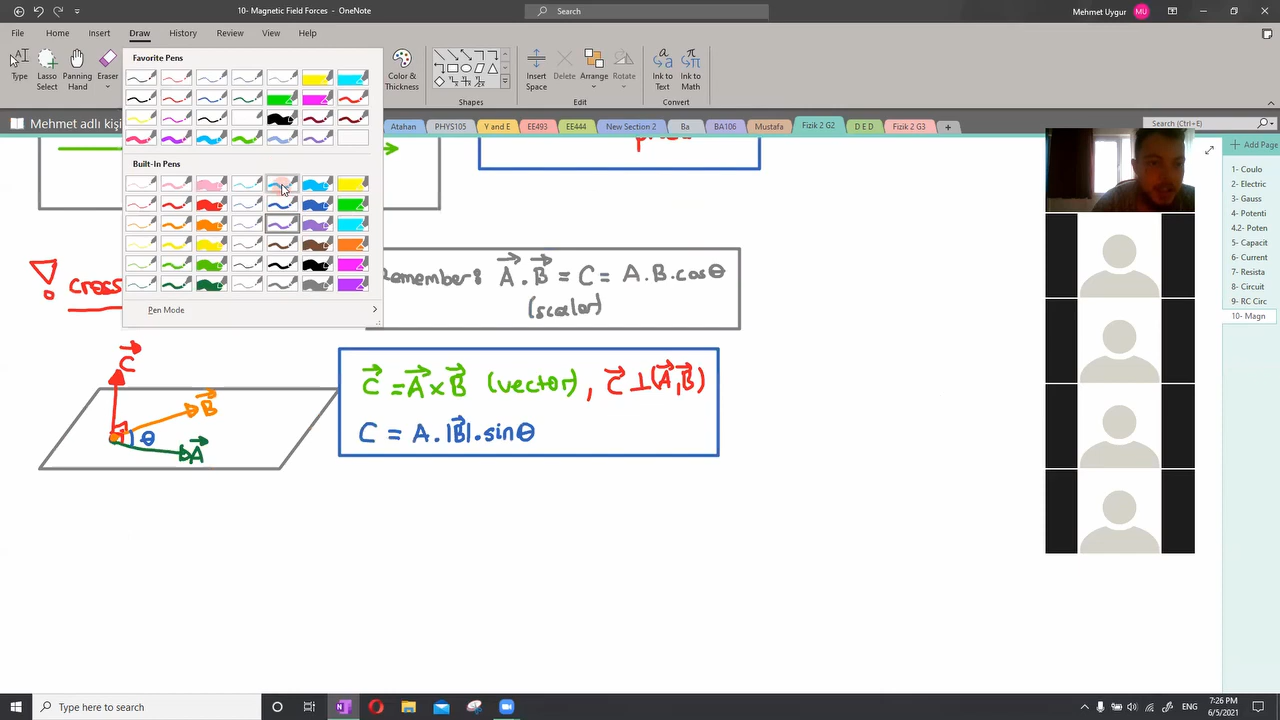 10- Magnetic Field Forces - OneNote
Search
Mehmet Uygur
MU
File Home Insert Draw History Review View Help
Favorite Pens
Built-In Pens
Pen Mode
Type
Lasso Select
Panning Hand
Eraser
Color & Thickness
Shapes
Insert Space
Delete
Arrange
Rotate
Edit
Ink to Text
Ink to Math
Convert
Mehmet adlı kişi
Atahan PHYS105 Y and E EE493 EE444 New Section 2 Ba BA106 Mustafa Fizik 2 G2 D E D Fizik 2 G3
Search (Ctrl+E)
Add Page
1- Coulo
2- Electric
3- Gauss
4- Potenti
4.2- Poten
5- Capacit
6- Current
7- Resista
8- Circuit
9- RC Circ
10- Magn
! cross
remember: A⃗ . B⃗ = C = A.B.cosθ
(scalar)
C⃗
B⃗
θ
A⃗
C⃗ = A⃗ x B⃗ (vector), C⃗ ⊥ (A⃗, B⃗)
C = A . |B⃗| . sinθ
Type here to search
ENG
7:26 PM
6/5/2021